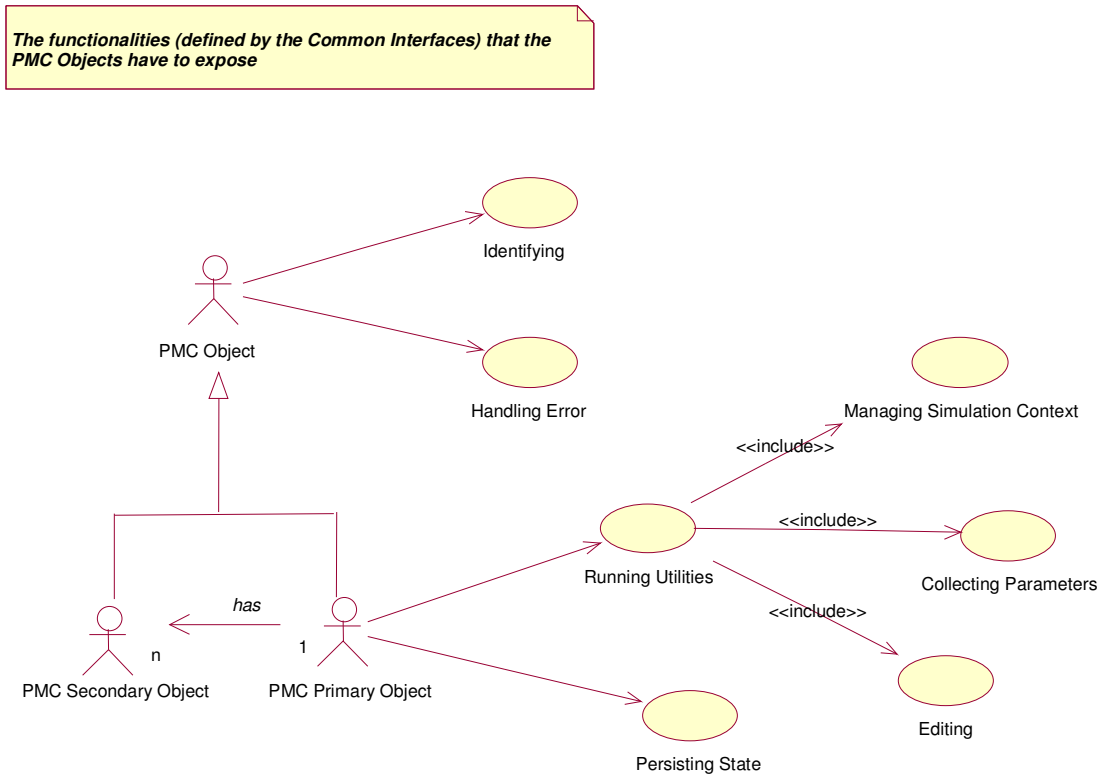 The functionalities (defined by the Common Interfaces) that the
PMC Objects have to expose
Identifying
PMC Object
Handling Error
Managing Simulation Context
<<include>>
<<include>>
Running Utilities
Collecting Parameters
has
<<include>>
n
1
PMC Secondary Object
PMC Primary Object
Editing
Persisting State